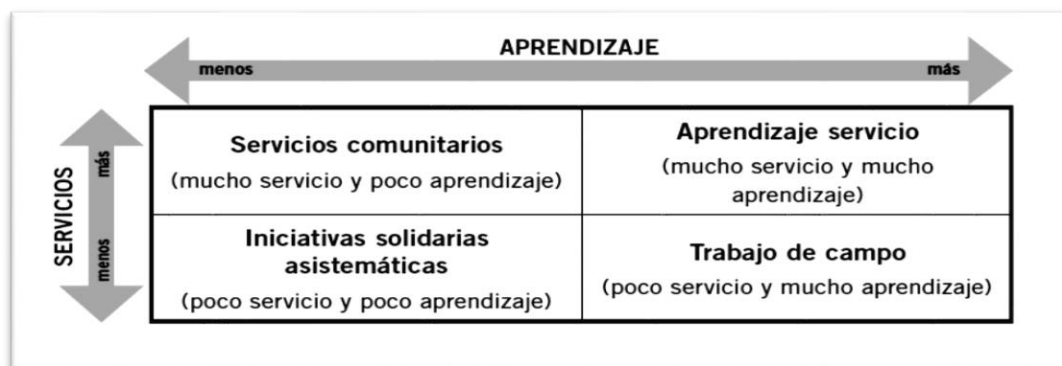 APRENDIZAJE
menos
más
SERVICIOS
más
menos
Servicios comunitarios
(mucho servicio y poco aprendizaje)
Aprendizaje servicio
(mucho servicio y mucho
aprendizaje)
Iniciativas solidarias
asistemáticas
(poco servicio y poco aprendizaje)
Trabajo de campo
(poco servicio y mucho aprendizaje)